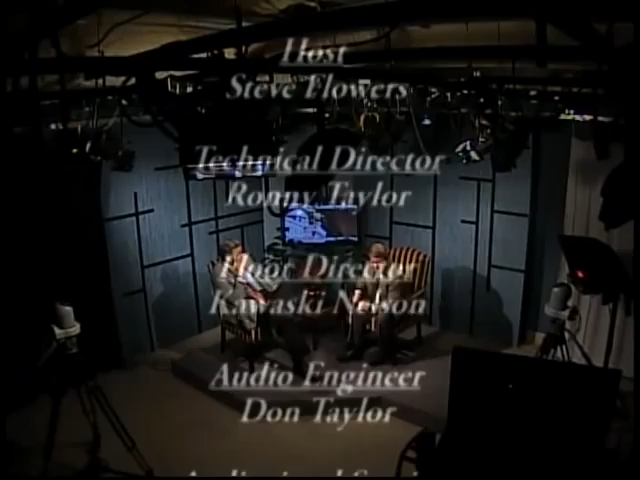 Host
Steve Flowers
Technical Director
Ronny Taylor
Floor Director
Kawaski Nelson
Audio Engineer
Don Taylor